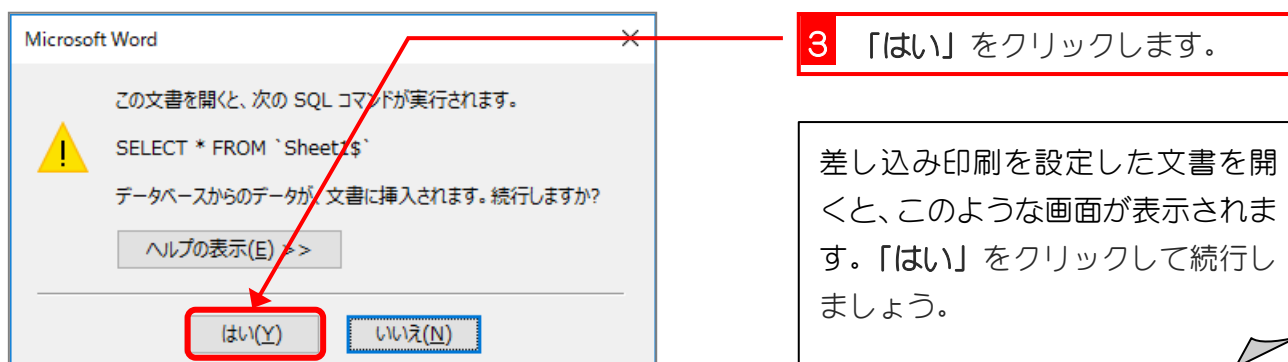 Microsoft Word
この文書を開くと、次の SQL コマンドが実行されます。
SELECT * FROM `Sheet1$`
データベースからのデータが、文書に挿入されます。続行しますか?
ヘルプの表示(E) >>
はい(Y)
いいえ(N)
3 「はい」をクリックします。
差し込み印刷を設定した文書を開
くと、このような画面が表示されま
す。「はい」をクリックして続行し
ましょう。